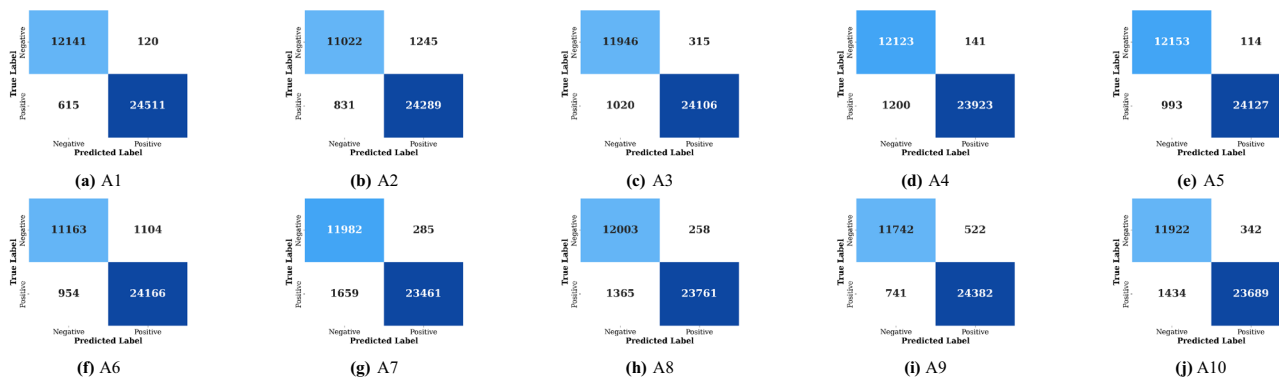 True Label
Negative
Positive
12141 120
615 24511
Negative Positive
Predicted Label
(a) A1
True Label
Negative
Positive
11022 1245
831 24289
Negative Positive
Predicted Label
(b) A2
True Label
Negative
Positive
11946 315
1020 24106
Negative Positive
Predicted Label
(c) A3
True Label
Negative
Positive
12123 141
1200 23923
Negative Positive
Predicted Label
(d) A4
True Label
Negative
Positive
12153 114
993 24127
Negative Positive
Predicted Label
(e) A5
True Label
Negative
Positive
11163 1104
954 24166
Negative Positive
Predicted Label
(f) A6
True Label
Negative
Positive
11982 285
1659 23461
Negative Positive
Predicted Label
(g) A7
True Label
Negative
Positive
12003 258
1365 23761
Negative Positive
Predicted Label
(h) A8
True Label
Negative
Positive
11742 522
741 24382
Negative Positive
Predicted Label
(i) A9
True Label
Negative
Positive
11922 342
1434 23689
Negative Positive
Predicted Label
(j) A10